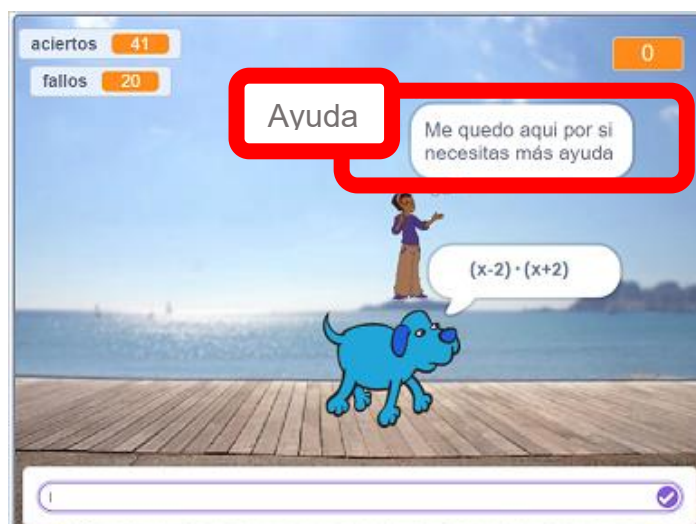 aciertos 41
0
fallos 20
Ayuda
Me quedo aqui por si
necesitas más ayuda
(x-2)·(x+2)